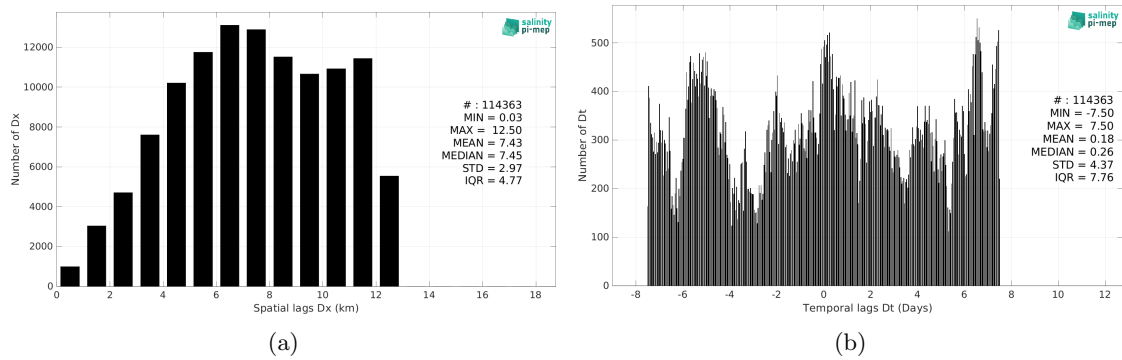 salinity
pi-mep
12000
10000
8000
6000
4000
2000
0
Number of Dx
# : 114363
MIN = 0.03
MAX = 12.50
MEAN = 7.43
MEDIAN = 7.45
STD = 2.97
IQR = 4.77
0 2 4 6 8 10 12 14 16 18
Spatial lags Dx (km)
(a)
salinity
pi-mep
500
400
300
200
100
0
Number of Dt
# : 114363
MIN = -7.50
MAX = 7.50
MEAN = 0.18
MEDIAN = 0.26
STD = 4.37
IQR = 7.76
-8 -6 -4 -2 0 2 4 6 8 10 12
Temporal lags Dt (Days)
(b)